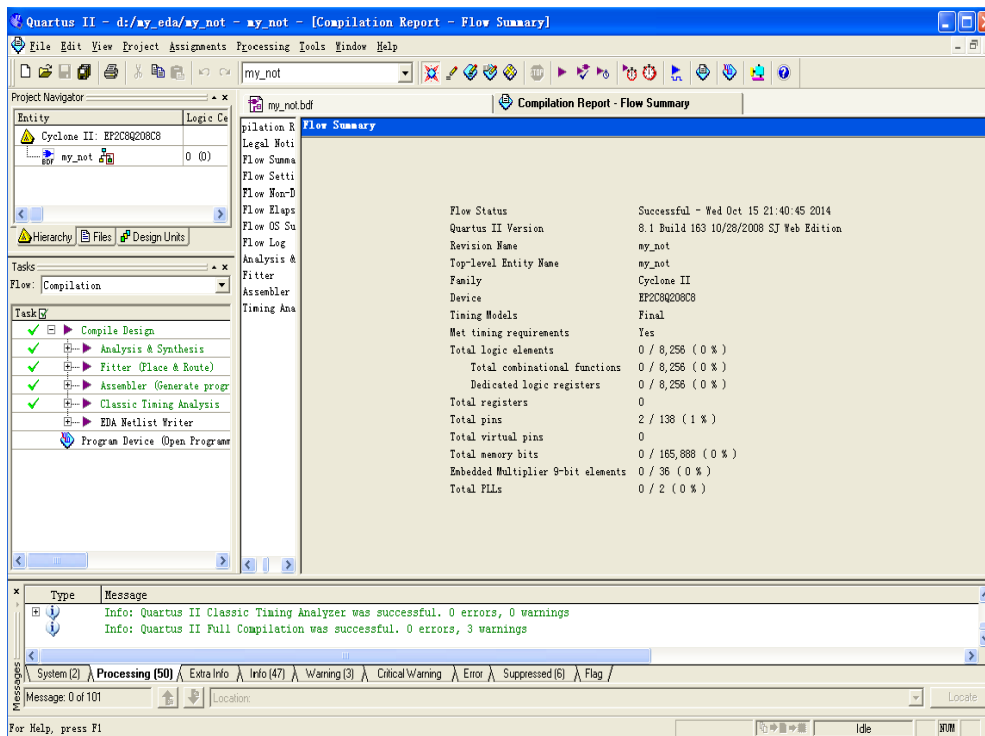 Quartus II - d:/my_eda/my_not - my_not - [Compilation Report - Flow Summary]
File Edit View Project Assignments Processing Tools Window Help
my_not
Project Navigator
Entity Logic Ce
Cyclone II: EP2C8Q208C8
BDF my_not 0 (0)
Hierarchy Files Design Units
Tasks
Flow: Compilation
Task
Compile Design
Analysis & Synthesis
Fitter (Place & Route)
Assembler (Generate progr
Classic Timing Analysis
EDA Netlist Writer
Program Device (Open Programm
my_not.bdf
Compilation Report - Flow Summary
pilation R
Legal Noti
Flow Summa
Flow Setti
Flow Non-D
Flow Elaps
Flow OS Su
Flow Log
Analysis &
Fitter
Assembler
Timing Ana
Flow Summary
Flow Status Successful - Wed Oct 15 21:40:45 2014
Quartus II Version 8.1 Build 163 10/28/2008 SJ Web Edition
Revision Name my_not
Top-level Entity Name my_not
Family Cyclone II
Device EP2C8Q208C8
Timing Models Final
Met timing requirements Yes
Total logic elements 0 / 8,256 ( 0 % )
Total combinational functions 0 / 8,256 ( 0 % )
Dedicated logic registers 0 / 8,256 ( 0 % )
Total registers 0
Total pins 2 / 138 ( 1 % )
Total virtual pins 0
Total memory bits 0 / 165,888 ( 0 % )
Embedded Multiplier 9-bit elements 0 / 36 ( 0 % )
Total PLLs 0 / 2 ( 0 % )
Type Message
Info: Quartus II Classic Timing Analyzer was successful. 0 errors, 0 warnings
Info: Quartus II Full Compilation was successful. 0 errors, 3 warnings
System (2) Processing (50) Extra Info Info (47) Warning (3) Critical Warning Error Suppressed (6) Flag
Messages
Message: 0 of 101 Location: Locate
For Help, press F1 Idle NUM